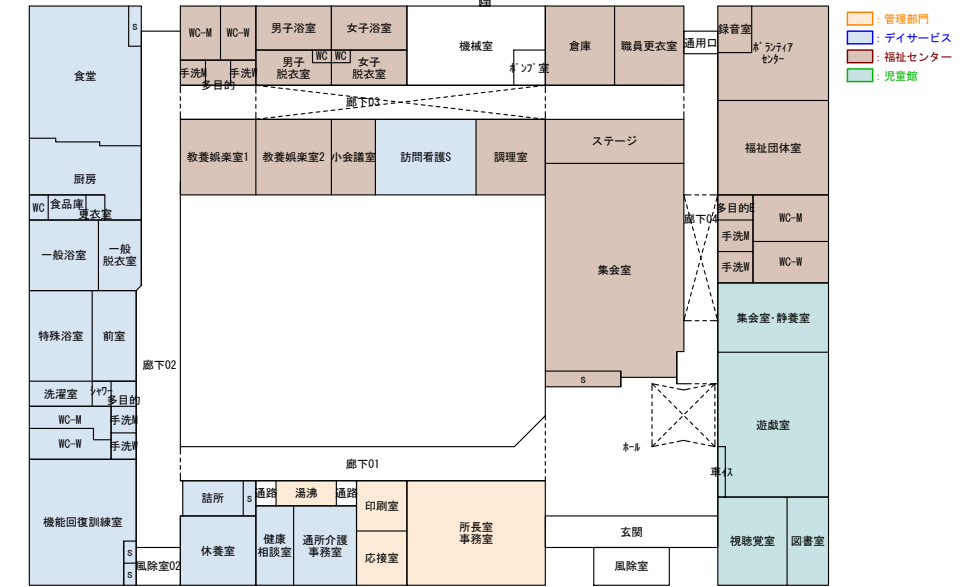 階
: 管理部門
: デイサービス
: 福祉センター
: 児童館
食堂
s
WC-M
WC-W
男子浴室
女子浴室
機械室
倉庫
職員更衣室
通用口
録音室
ﾎﾞﾗﾝﾃｨｱ
ｾﾝﾀｰ
手洗M
手洗W
多目的
男子
脱衣室
WC
WC
女子
脱衣室
ﾎﾟﾝﾌﾟ室
廊下03
教養娯楽室1
教養娯楽室2
小会議室
訪問看護S
調理室
ステージ
福祉団体室
厨房
WC
食品庫
更衣室
一般浴室
一般
脱衣室
集会室
廊下04
多目的E
手洗M
手洗W
WC-M
WC-W
特殊浴室
前室
集会室・静養室
廊下02
洗濯室
ｼｬﾜｰ
多目的
WC-M
手洗M
WC-W
手洗W
s
ﾎｰﾙ
遊戯室
車ｲｽ
廊下01
機能回復訓練室
s
s
風除室02
詰所
s
通路
湯沸
通路
印刷室
休養室
健康
相談室
通所介護
事務室
応接室
所長室
事務室
玄関
風除室
視聴覚室
図書室